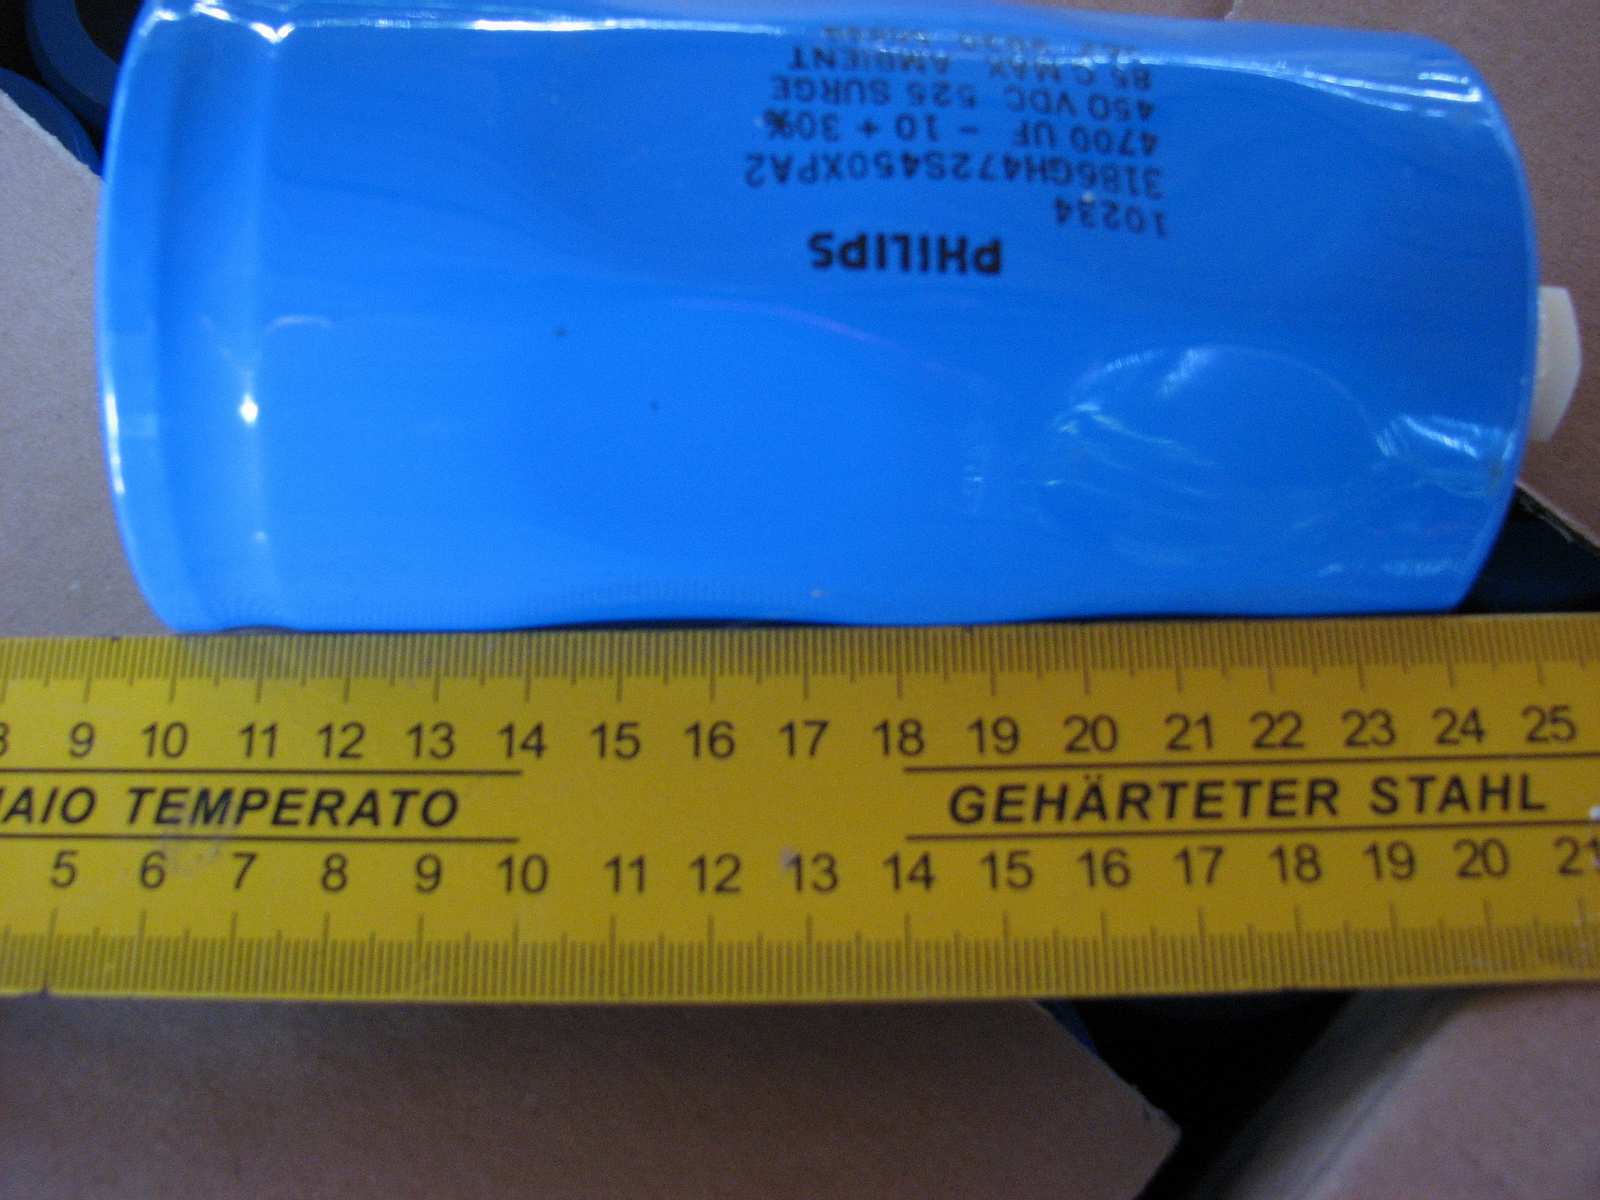 PHILIPS
10234
3186GH472S450XPA2
4700 UF - 10 + 30%
450 VDC 525 SURGE
85 C MAX AMBIENT
9 10 11 12 13 14 15 16 17 18 19 20 21 22 23 24 25
TEMPERATO GEHÄRTETER STAHL
5 6 7 8 9 10 11 12 13 14 15 16 17 18 19 20 21